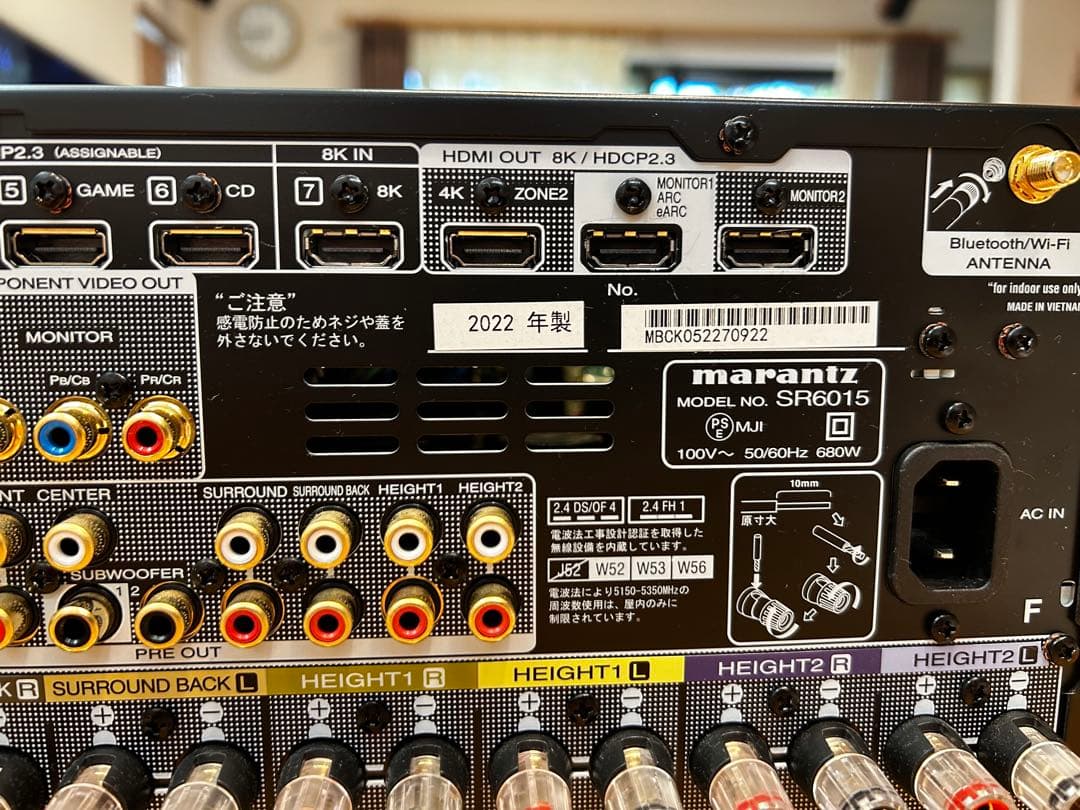 P2.3 (ASSIGNABLE)
8K IN
HDMI OUT 8K / HDCP2.3
5 GAME
6 CD
7 8K
4K ZONE2
MONITOR1
ARC
eARC
MONITOR2
Bluetooth/Wi-Fi
ANTENNA
"for indoor use only
MADE IN VIETNAM
PONENT VIDEO OUT
MONITOR
PB/CB
PR/CR
"ご注意"
感電防止のためネジや蓋を
外さないでください。
2022 年製
No.
MBCK052270922
marantz
MODEL NO. SR6015
PSE MJI
100V～ 50/60Hz 680W
10mm
原寸大
AC IN
F
NT
CENTER
SURROUND
SURROUND BACK
HEIGHT1
HEIGHT2
SUBWOOFER
1 2
PRE OUT
2.4 DS/OF 4
2.4 FH 1
電波法工事設計認証を取得した
無線設備を内蔵しています。
J52 W52 W53 W56
電波法により5150-5350MHzの
周波数使用は、屋内のみに
制限されています。
K R
SURROUND BACK L
HEIGHT1 R
HEIGHT1 L
HEIGHT2 R
HEIGHT2 L